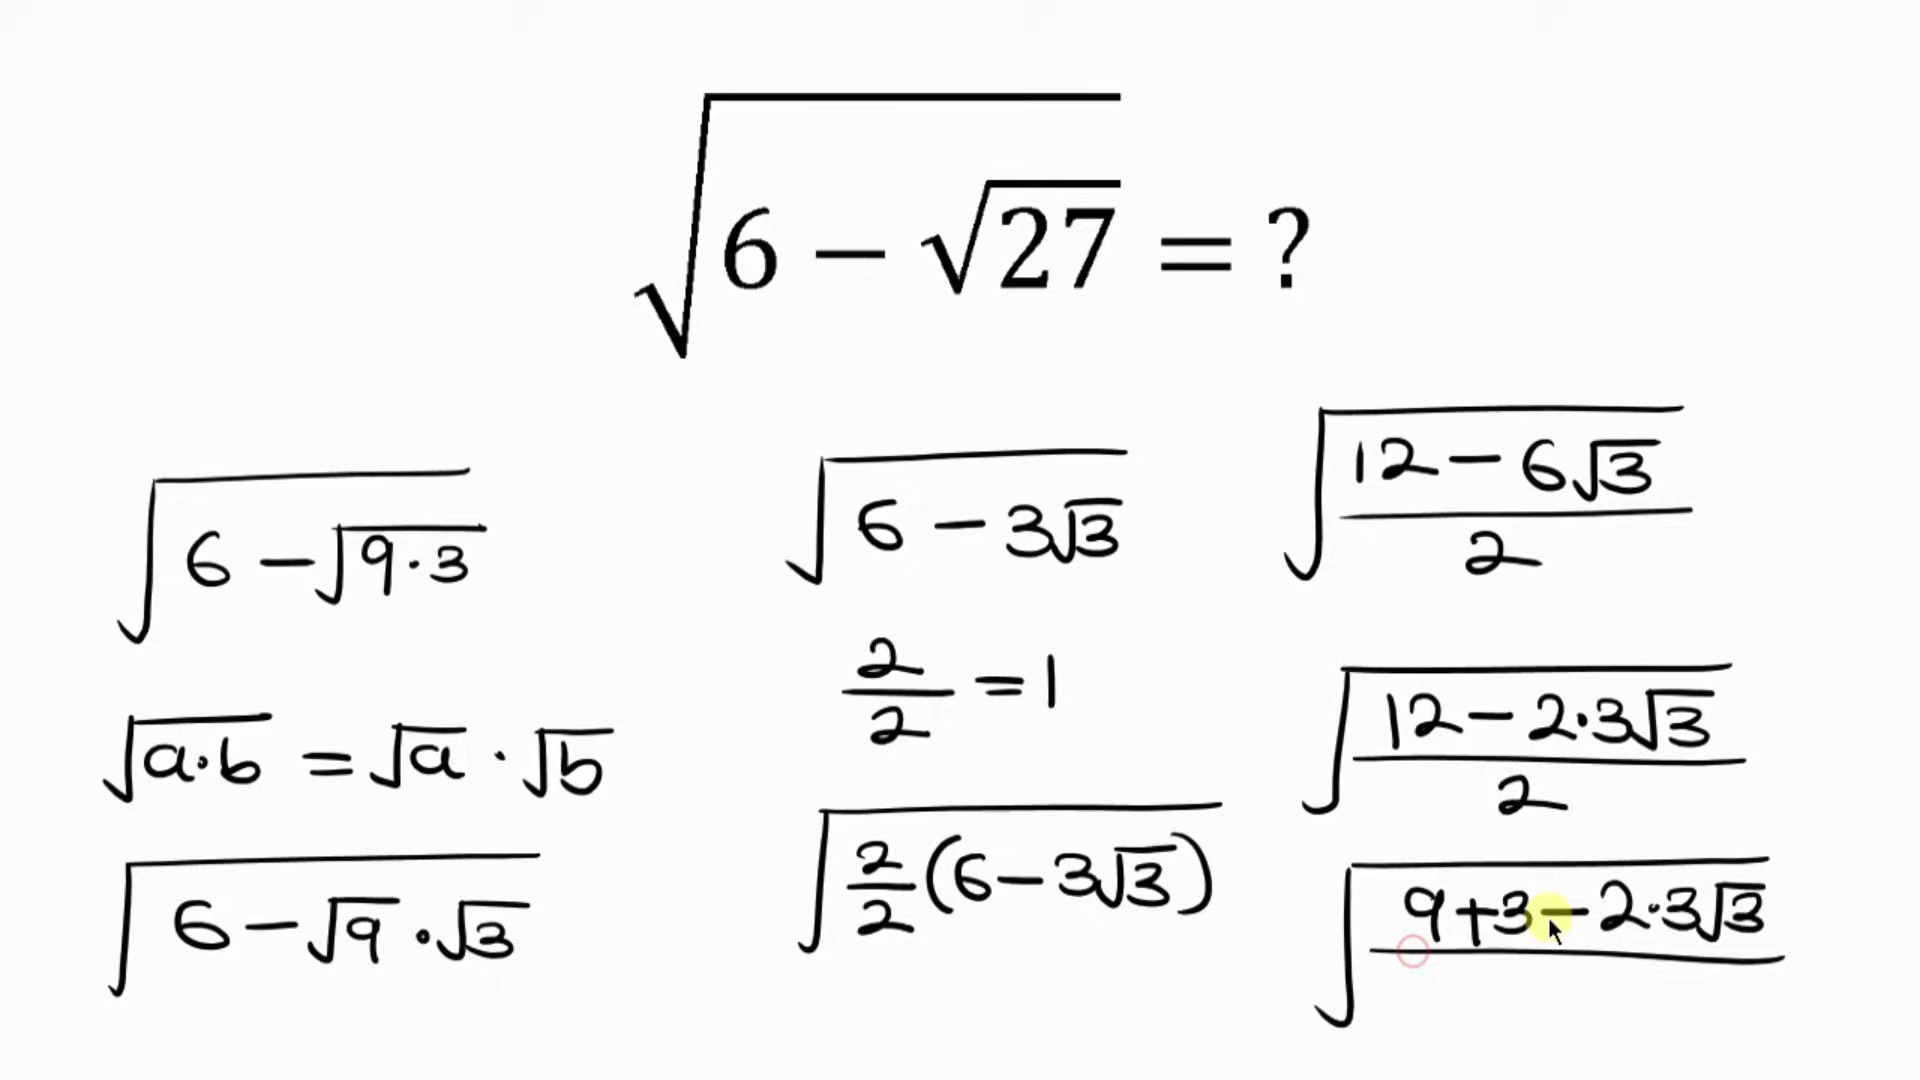 √(6 − √27) = ?
√(6 − √(9·3))
√(a·b) = √a · √b
√(6 − √9 · √3)
√(6 − 3√3)
2/2 = 1
√(2/2 (6 − 3√3))
√((12 − 6√3)/2)
√((12 − 2·3√3)/2)
√(9+3 − 2·3√3)